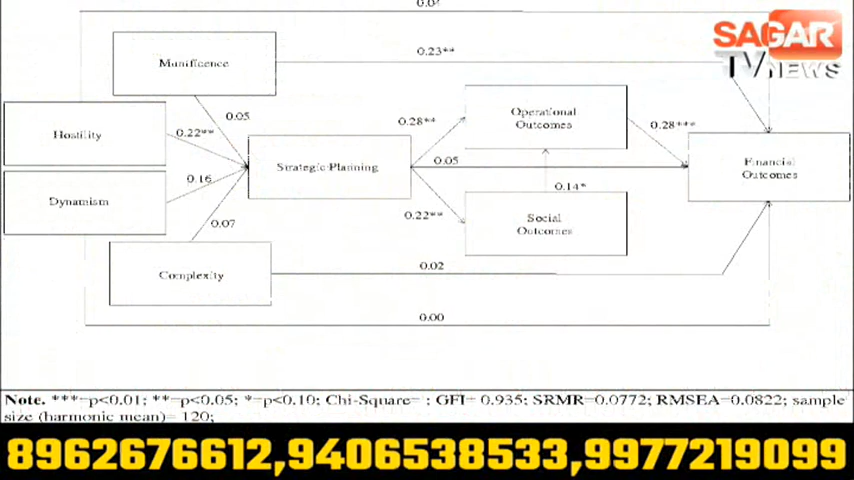 0.04
SAGAR
TV NEWS
Munificence
0.23**
0.05
Operational
Outcomes
0.28**
0.28***
Hostility
0.22**
Strategic Planning
0.05
Financial
Outcomes
0.16
0.14*
Dynamism
0.22**
Social
Outcomes
0.07
Complexity
0.02
0.00
Note. ***=p<0.01; **=p<0.05; *=p<0.10; Chi-Square= ; GFI= 0.935; SRMR=0.0772; RMSEA=0.0822; sample
size (harmonic mean)= 120;
8962676612,9406538533,9977219099